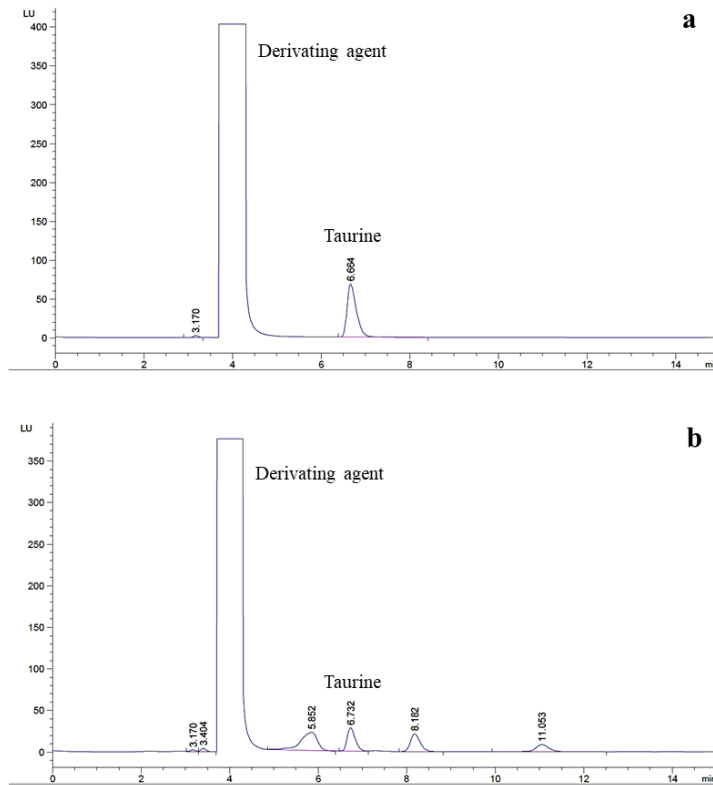 LU
a
400
Derivating agent
350
300
250
200
150
Taurine
100
6.664
50
3.170
0
0 2 4 6 8 10 12 14 m
LU
b
350
Derivating agent
300
250
200
150
100
Taurine
50
3.170
3.404
5.852
6.732
8.182
11.053
0
0 2 4 6 8 10 12 14 min